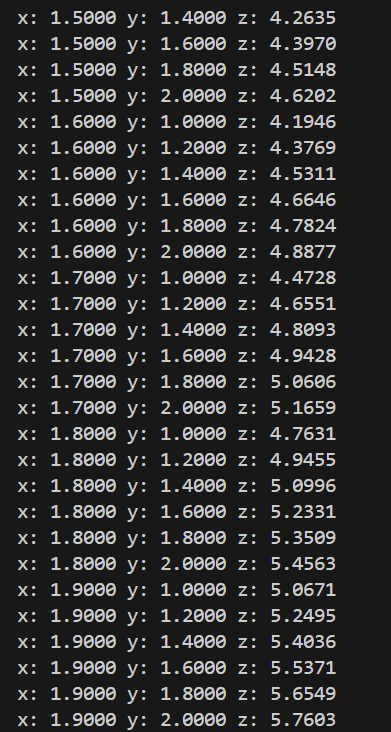 x: 1.5000 y: 1.4000 z: 4.2635
x: 1.5000 y: 1.6000 z: 4.3970
x: 1.5000 y: 1.8000 z: 4.5148
x: 1.5000 y: 2.0000 z: 4.6202
x: 1.6000 y: 1.0000 z: 4.1946
x: 1.6000 y: 1.2000 z: 4.3769
x: 1.6000 y: 1.4000 z: 4.5311
x: 1.6000 y: 1.6000 z: 4.6646
x: 1.6000 y: 1.8000 z: 4.7824
x: 1.6000 y: 2.0000 z: 4.8877
x: 1.7000 y: 1.0000 z: 4.4728
x: 1.7000 y: 1.2000 z: 4.6551
x: 1.7000 y: 1.4000 z: 4.8093
x: 1.7000 y: 1.6000 z: 4.9428
x: 1.7000 y: 1.8000 z: 5.0606
x: 1.7000 y: 2.0000 z: 5.1659
x: 1.8000 y: 1.0000 z: 4.7631
x: 1.8000 y: 1.2000 z: 4.9455
x: 1.8000 y: 1.4000 z: 5.0996
x: 1.8000 y: 1.6000 z: 5.2331
x: 1.8000 y: 1.8000 z: 5.3509
x: 1.8000 y: 2.0000 z: 5.4563
x: 1.9000 y: 1.0000 z: 5.0671
x: 1.9000 y: 1.2000 z: 5.2495
x: 1.9000 y: 1.4000 z: 5.4036
x: 1.9000 y: 1.6000 z: 5.5371
x: 1.9000 y: 1.8000 z: 5.6549
x: 1.9000 y: 2.0000 z: 5.7603